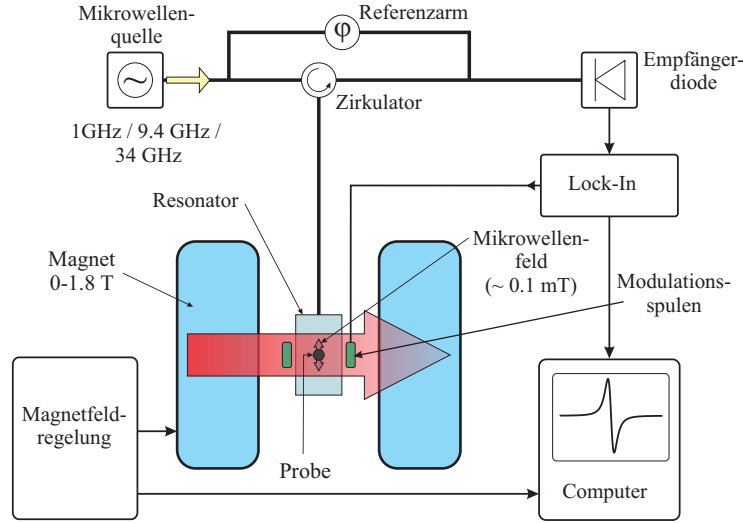 Mikrowellen-
quelle
Referenzarm
φ
~
Zirkulator
Empfänger-
diode
1GHz / 9.4 GHz /
34 GHz
Lock-In
Resonator
Magnet
0-1.8 T
Mikrowellen-
feld
(~ 0.1 mT)
Modulations-
spulen
Magnetfeld-
regelung
Probe
Computer